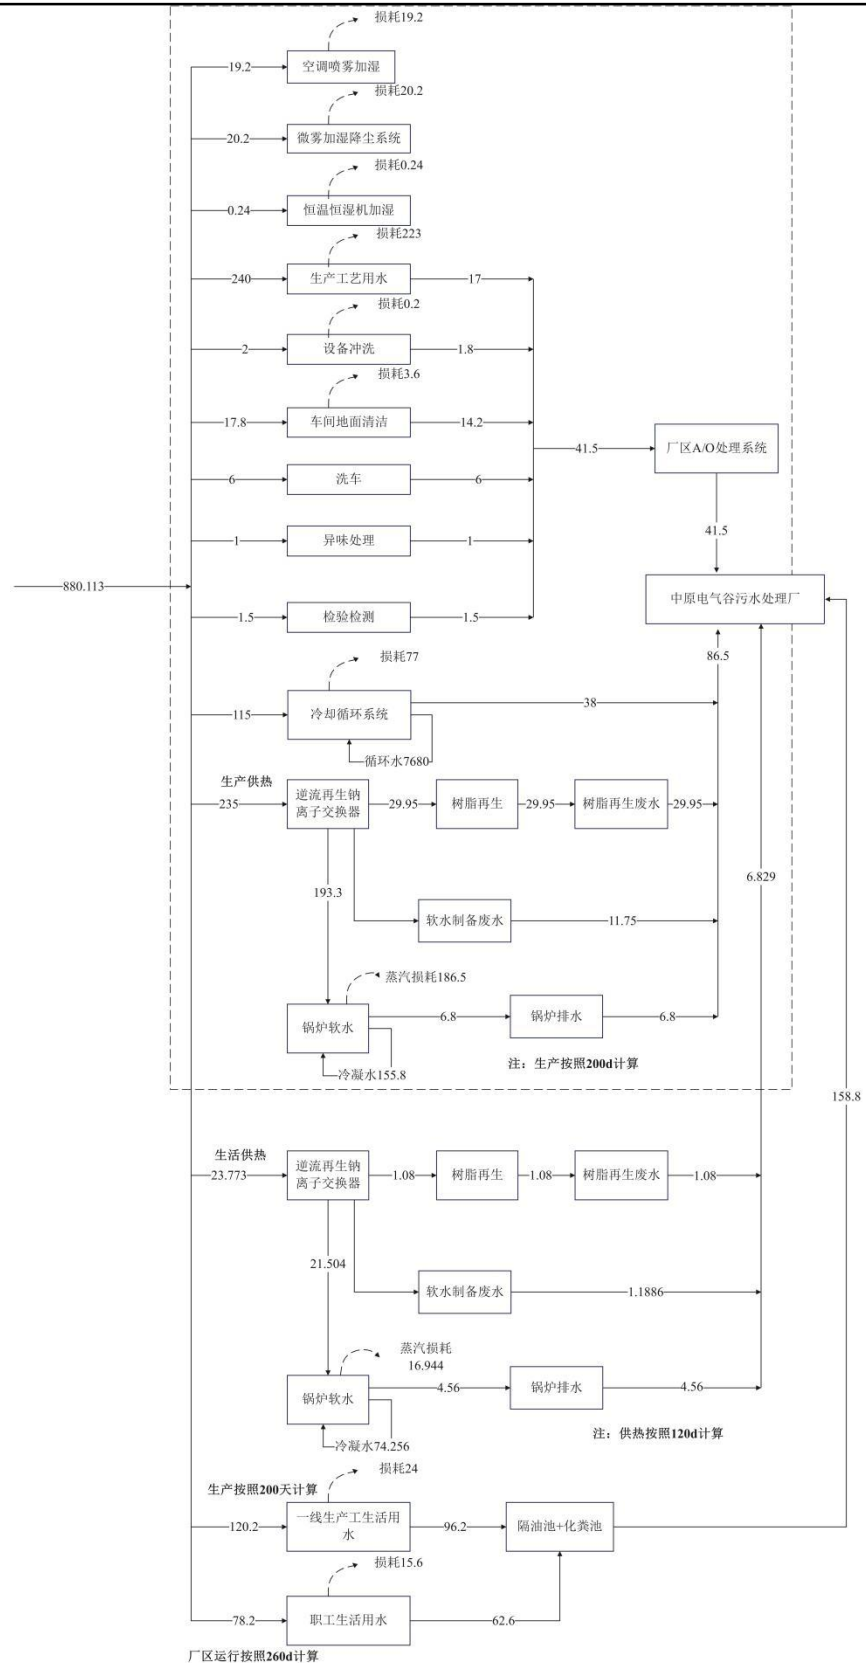 损耗19.2
19.2
空调喷雾加湿
损耗20.2
20.2
微雾加湿降尘系统
损耗0.24
0.24
恒温恒湿机加湿
损耗223
240
生产工艺用水
17
损耗0.2
2
设备冲洗
1.8
损耗3.6
17.8
车间地面清洁
14.2
41.5
厂区A/O处理系统
6
洗车
6
41.5
1
异味处理
1
880.113
中原电气谷污水处理厂
1.5
检验检测
1.5
86.5
损耗77
115
冷却循环系统
38
循环水7680
生产供热
235
逆流再生钠
离子交换器
29.95
树脂再生
29.95
树脂再生废水
29.95
6.829
193.3
软水制备废水
11.75
蒸汽损耗186.5
锅炉软水
6.8
锅炉排水
6.8
冷凝水155.8
注：生产按照200d计算
158.8
生活供热
23.773
逆流再生钠
离子交换器
1.08
树脂再生
1.08
树脂再生废水
1.08
21.504
软水制备废水
1.1886
蒸汽损耗
16.944
锅炉软水
4.56
锅炉排水
4.56
冷凝水74.256
注：供热按照120d计算
损耗24
生产按照200天计算
120.2
一线生产工生活用
水
96.2
隔油池+化粪池
损耗15.6
78.2
职工生活用水
62.6
厂区运行按照260d计算